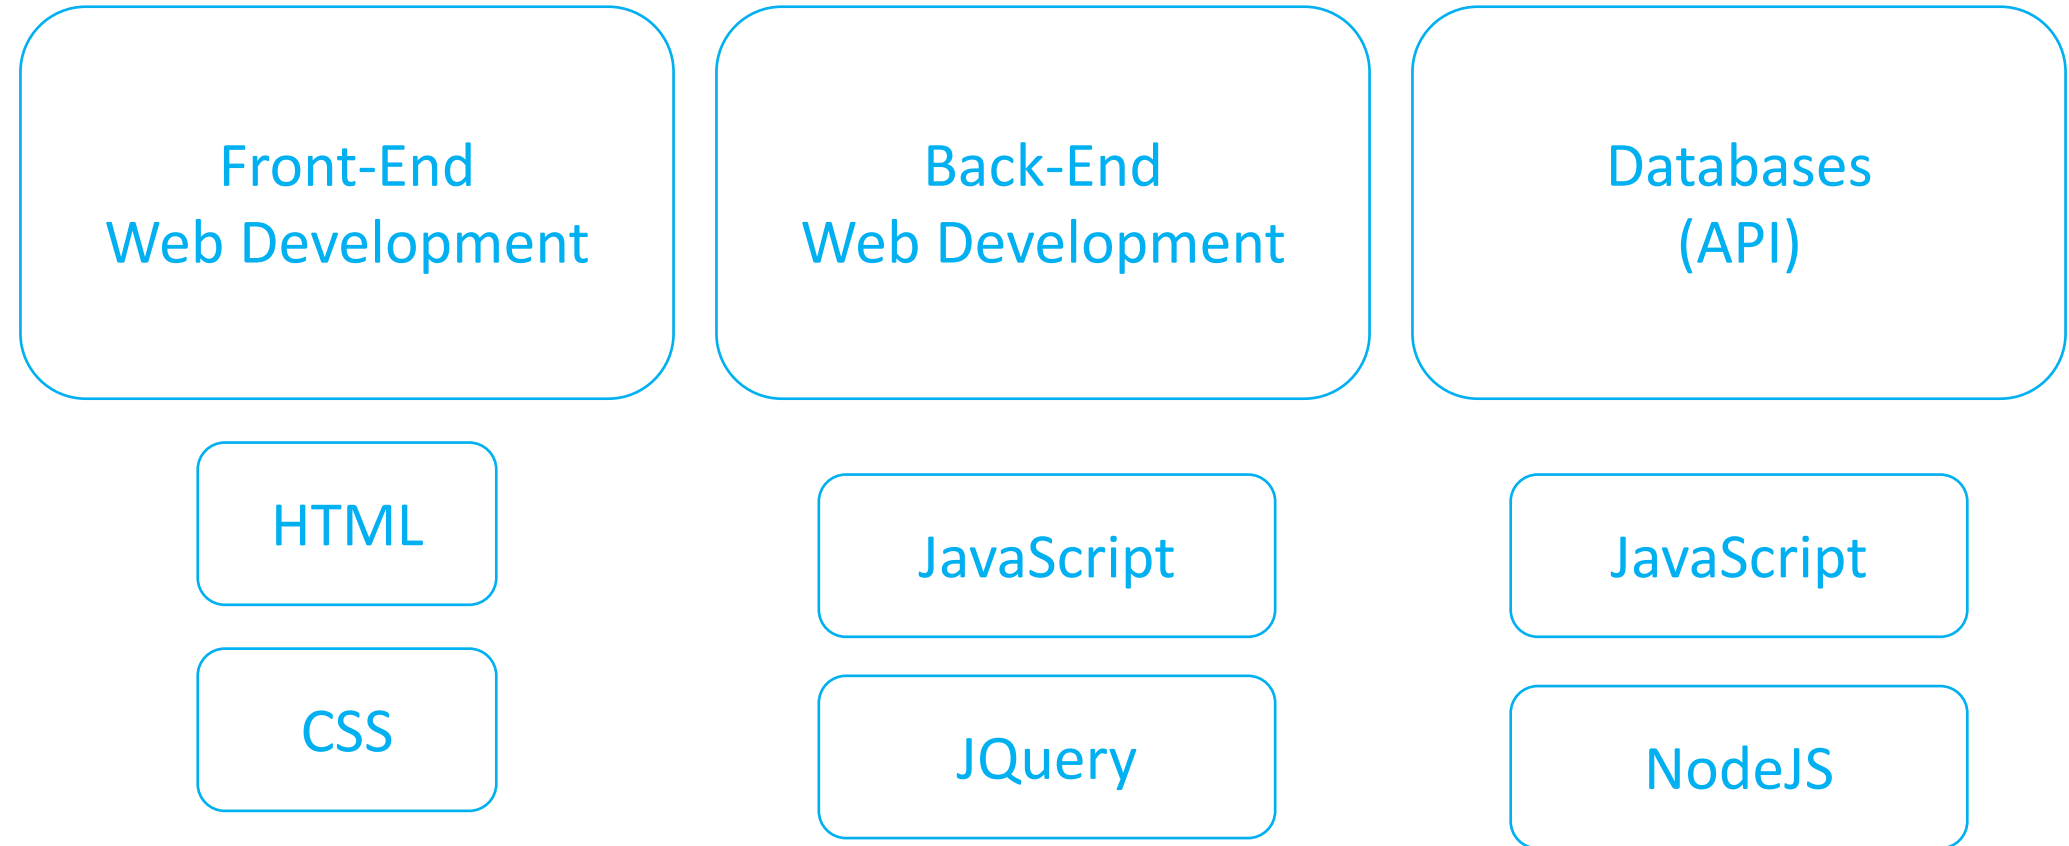 Front-End
Web Development
Back-End
Web Development
Databases
(API)
HTML
CSS
JavaScript
JQuery
JavaScript
NodeJS